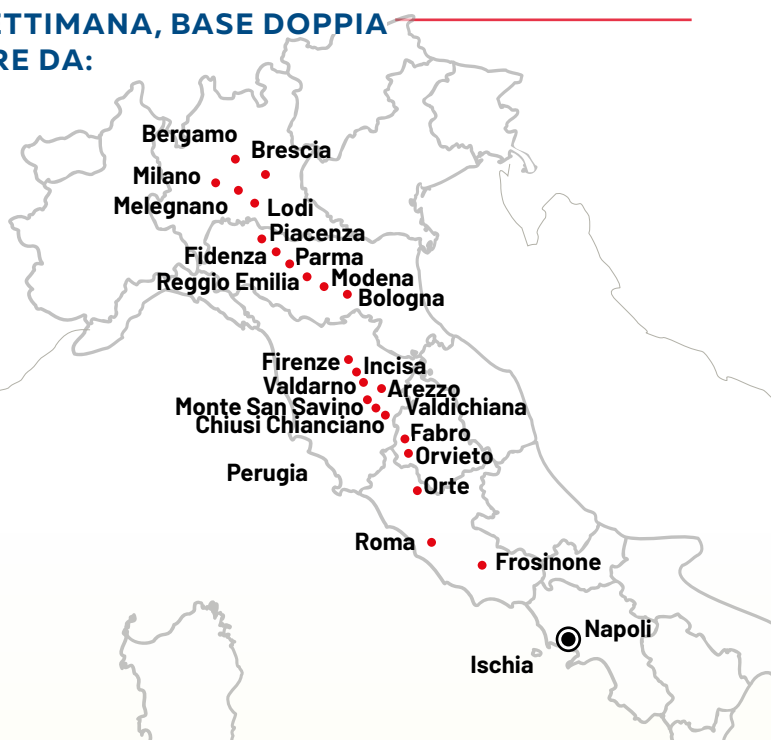 ETTIMANA, BASE DOPPIA
RE DA:
Bergamo
Brescia
Milano
Melegnano
Lodi
Piacenza
Fidenza
Parma
Reggio Emilia
Modena
Bologna
Firenze
Incisa
Valdarno
Arezzo
Monte San Savino
Valdichiana
Chiusi Chianciano
Fabro
Orvieto
Perugia
Orte
Roma
Frosinone
Napoli
Ischia